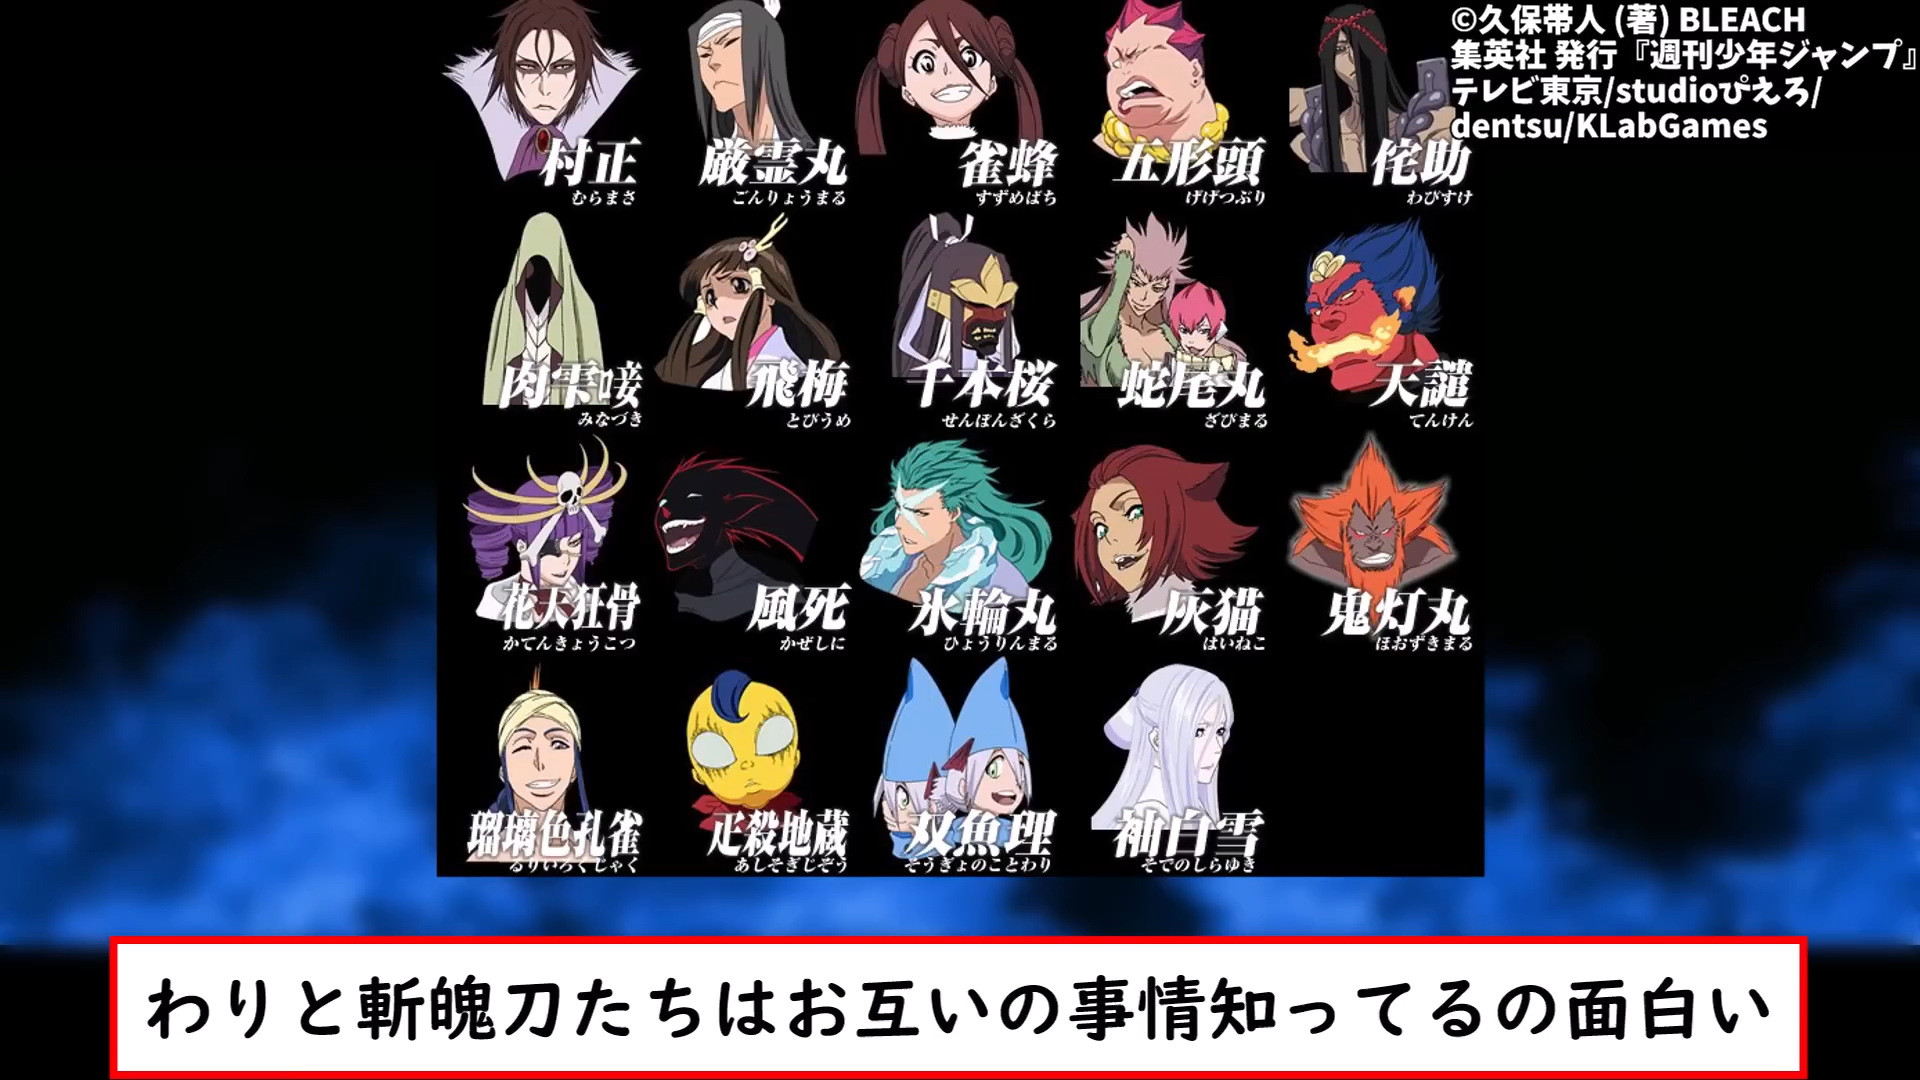 ©久保帯人 (著) BLEACH
集英社 発行『週刊少年ジャンプ』
テレビ東京/studioぴえろ/
dentsu/KLabGames
村正
むらまさ
厳霊丸
ごんりょうまる
雀蜂
すずめばち
五形頭
げげつぶり
侘助
わびすけ
肉雫唼
みなづき
飛梅
とびうめ
千本桜
せんぼんざくら
蛇尾丸
ざびまる
天譴
てんけん
花天狂骨
かてんきょうこつ
風死
かぜしに
氷輪丸
ひょうりんまる
灰猫
はいねこ
鬼灯丸
ほおずきまる
瑠璃色孔雀
るりいろくじゃく
疋殺地蔵
あしそぎじぞう
双魚理
そうぎょのことわり
袖白雪
そでのしらゆき
わりと斬魄刀たちはお互いの事情知ってるの面白い